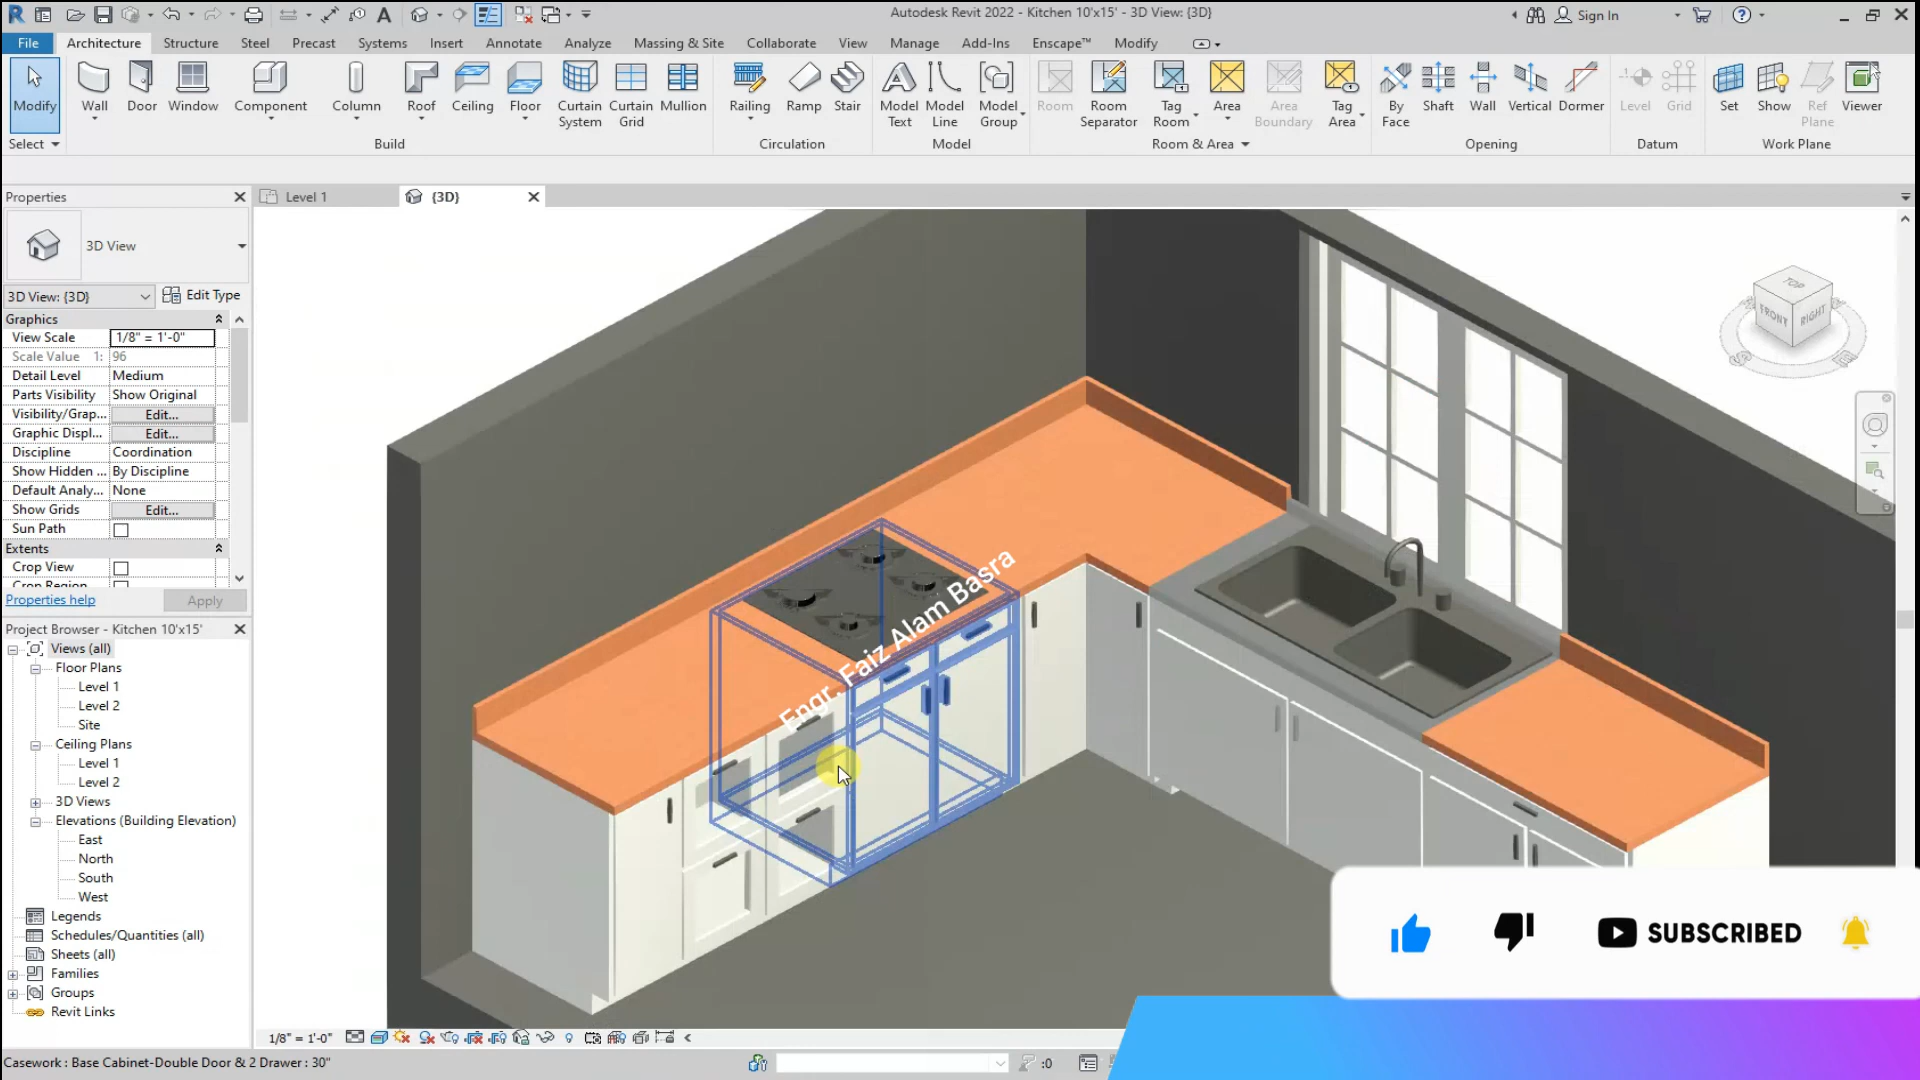 Autodesk Revit 2022 - Kitchen 10'x15' - 3D View: {3D}
Sign In
File Architecture Structure Steel Precast Systems Insert Annotate Analyze Massing & Site Collaborate View Manage Add-Ins Enscape™ Modify
Modify Wall Door Window Component Column Roof Ceiling Floor Curtain System Curtain Grid Mullion Railing Ramp Stair Model Text Model Line Model Group Room Room Separator Tag Room Area Area Boundary Tag Area By Face Shaft Wall Vertical Dormer Level Grid Set Show Ref Plane Viewer
Select Build Circulation Model Room & Area Opening Datum Work Plane
Properties
Level 1
{3D}
3D View
3D View: {3D}
Edit Type
Graphics
View Scale 1/8" = 1'-0"
Scale Value 1: 96
Detail Level Medium
Parts Visibility Show Original
Visibility/Grap... Edit...
Graphic Displ... Edit...
Discipline Coordination
Show Hidden ... By Discipline
Default Analy... None
Show Grids Edit...
Sun Path
Extents
Crop View
Crop Region
Properties help
Apply
Project Browser - Kitchen 10'x15'
Views (all)
Floor Plans
Level 1
Level 2
Site
Ceiling Plans
Level 1
Level 2
3D Views
Elevations (Building Elevation)
East
North
South
West
Legends
Schedules/Quantities (all)
Sheets (all)
Families
Groups
Revit Links
TOP
FRONT
RIGHT
Engr. Faiz Alam Basra
SUBSCRIBED
1/8" = 1'-0"
Casework : Base Cabinet-Double Door & 2 Drawer : 30"
:0